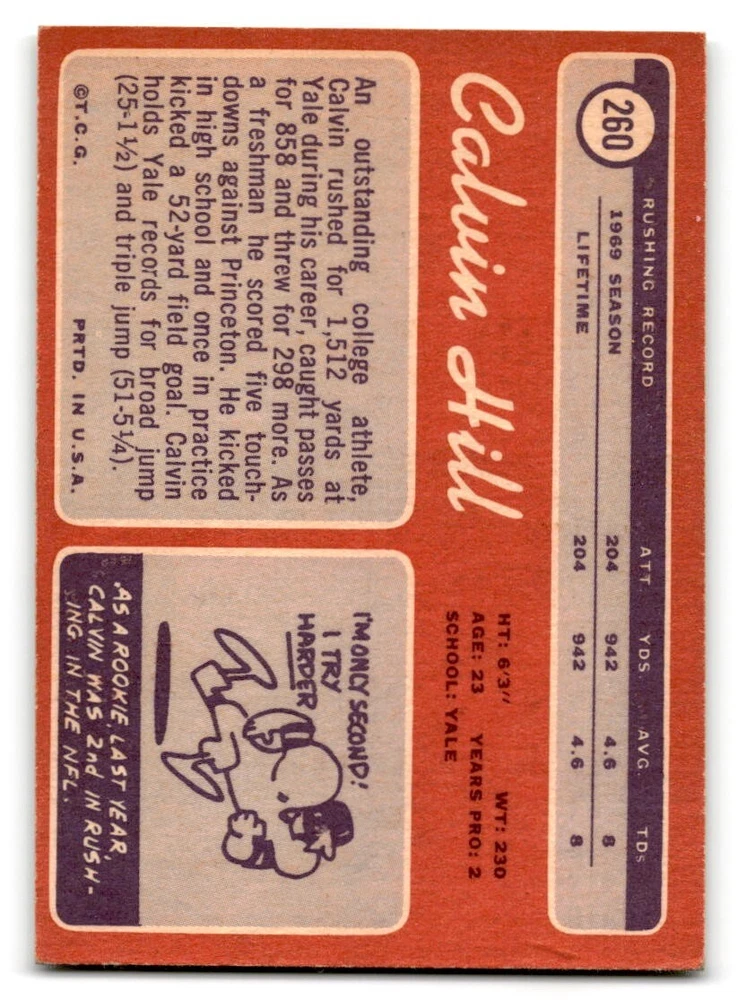 260
RUSHING RECORD ATT. YDS. AVG. TDs
1969 SEASON 204 942 4.6 8
LIFETIME 204 942 4.6 8
Calvin Hill
HT: 6'3" WT: 230
AGE: 23 YEARS PRO: 2
SCHOOL: YALE
An outstanding college athlete,
Calvin rushed for 1,512 yards at
Yale during his career, caught passes
for 858 and threw for 298 more. As
a freshman he scored five touch-
downs against Princeton. He kicked
in high school and once in practice
kicked a 52-yard field goal. Calvin
holds Yale records for broad jump
(25-1½) and triple jump (51-5¼).
©T.C.G. PRTD. IN U.S.A.
I'M ONLY SECOND!
I TRY
HARDER
AS A ROOKIE LAST YEAR,
CALVIN WAS 2nd IN RUSH-
ING IN THE NFL.